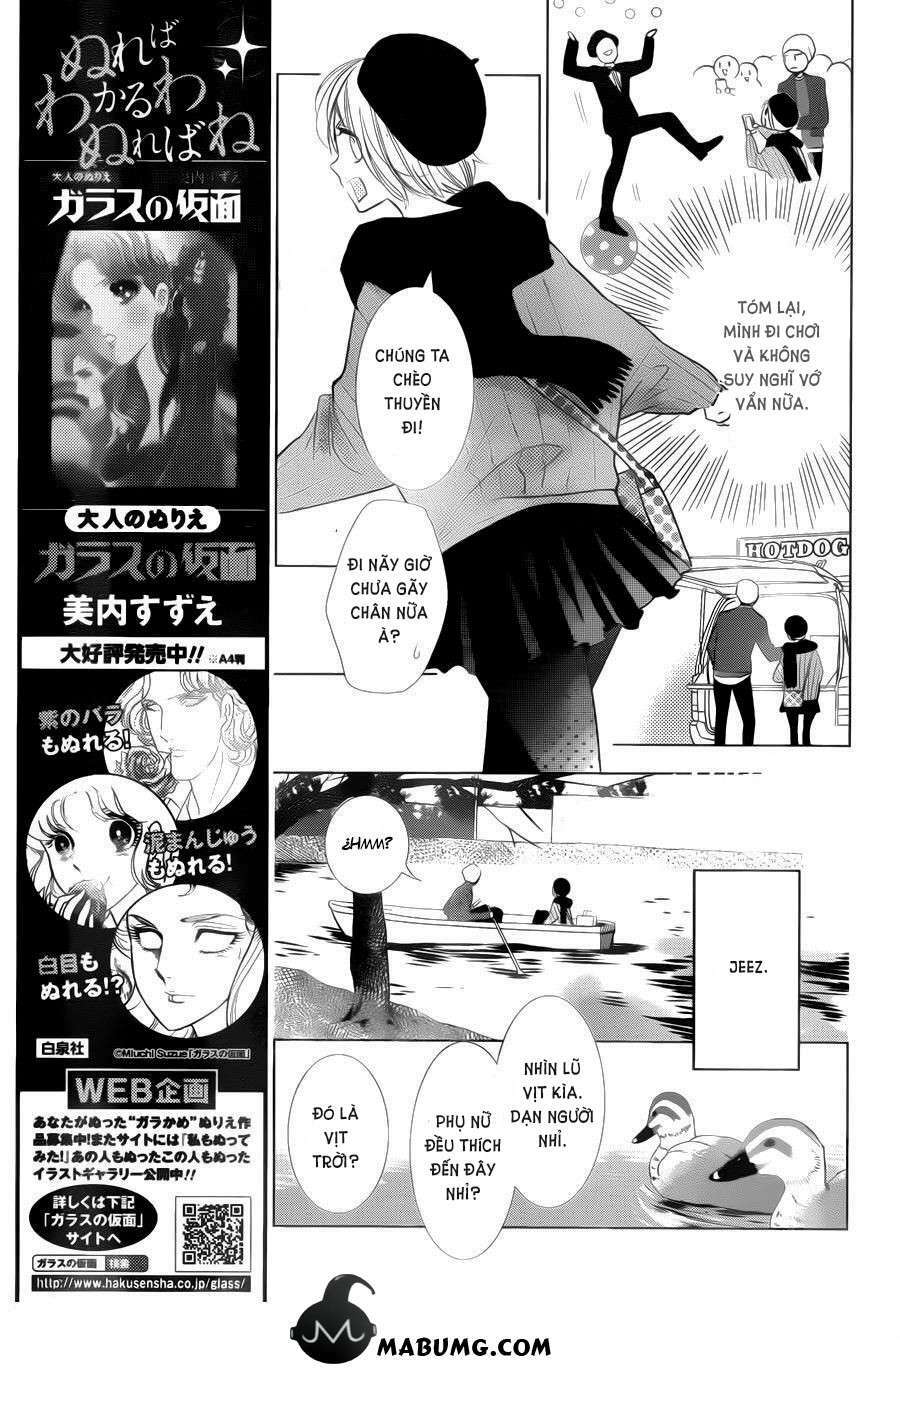 ぬれば
わかるわ
ぬればね
大人のぬりえ
ガラスの仮面
大人のぬりえ
ガラスの仮面
美内すずえ
大好評発売中!! ※A4判
紫のバラ
もぬれる!
泥まんじゅう
もぬれる!
白目も
ぬれる!?
白泉社
©Miuchi Suzue「ガラスの仮面」
WEB企画
あなたがぬった“ガラかめ”ぬりえ作
品募集中!またサイトには「私もぬって
みた!」あの人もぬったこの人もぬった
イラストギャラリー公開中!!
詳しくは下記
「ガラスの仮面」
サイトへ
ガラスの仮面 検索
http://www.hakusensha.co.jp/glass/
TÓM LẠI,
MÌNH ĐI CHƠI
VÀ KHÔNG
SUY NGHĨ VỚ
VẨN NỮA.
CHÚNG TA
CHÈO
THUYỀN
ĐI!
ĐI NÃY GIỜ
CHƯA GÃY
CHÂN NỮA
À?
HOTDOG
¿HMM?
JEEZ.
NHÌN LŨ
VỊT KÌA.
DẠN NGƯỜI
NHỈ.
PHỤ NỮ
ĐỀU THÍCH
ĐẾN ĐÂY
NHỈ?
ĐÓ LÀ
VỊT
TRỜI?
MABUMG.COM